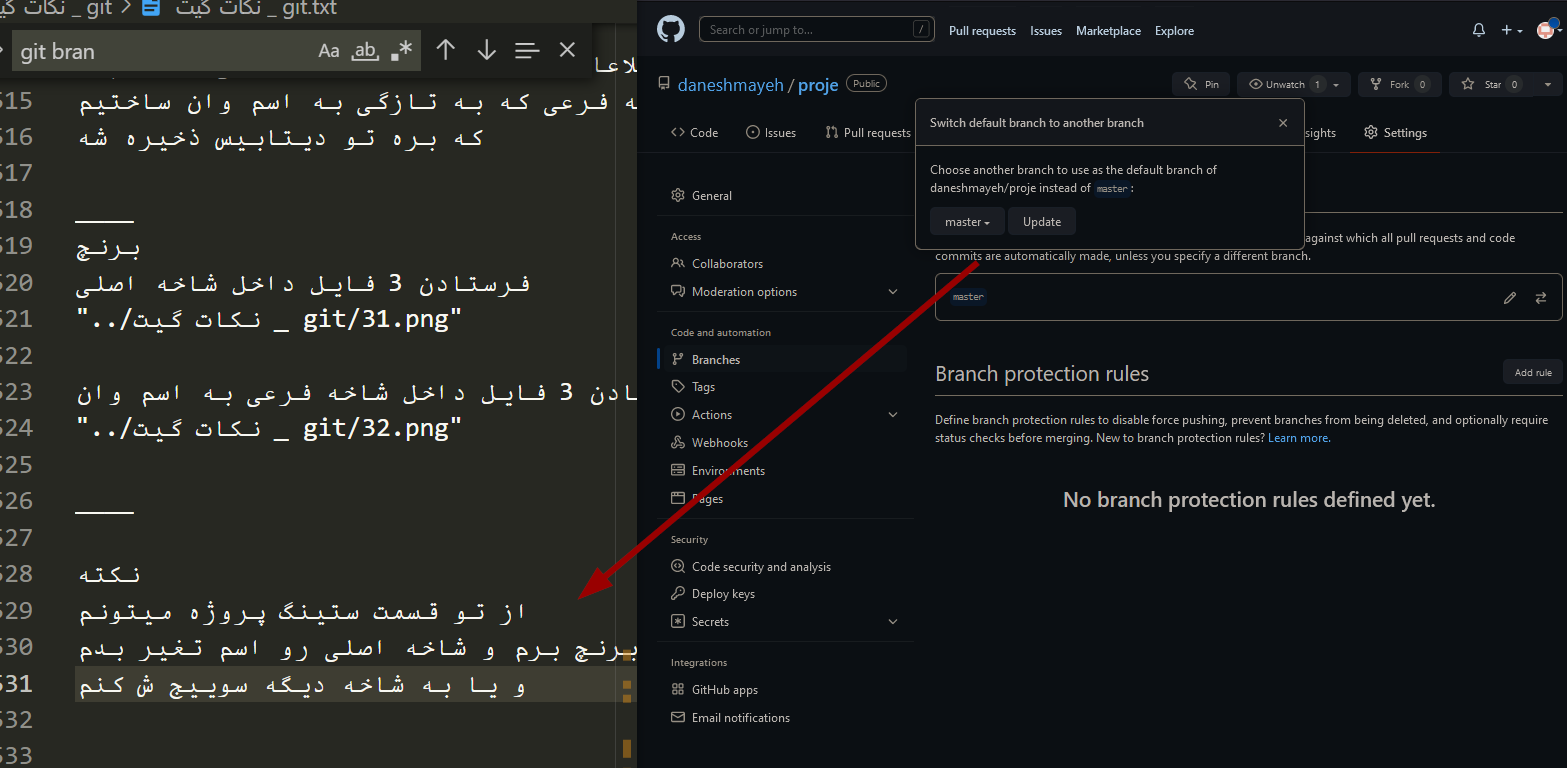 نکات گیت _ git > نکات گیت _ git.txt
git bran
Aa ab .*
515 ه فرعی که به تازگی به اسم وان ساختیم
516 که بره تو دیتابیس ذخیره شه
517
518 ____
519 برنچ
520 فرستادن 3 فایل داخل شاخه اصلی
521 "../نکات گیت _ git/31.png"
522
523 ادن 3 فایل داخل شاخه فرعی به اسم وان
524 "../نکات گیت _ git/32.png"
525
526 ____
527
528 نکته
529 از تو قسمت ستینگ پروژه میتونم
530 برنچ برم و شاخه اصلی رو اسم تغیر بدم
531 و یا به شاخه دیگه سوییچ ش کنم
532
533
Search or jump to... /
Pull requests Issues Marketplace Explore
daneshmayeh / proje Public
Pin Unwatch 1 Fork 0 Star 0
Code Issues Pull requests sights Settings
Switch default branch to another branch
Choose another branch to use as the default branch of
daneshmayeh/proje instead of master :
master Update
against which all pull requests and code
commits are automatically made, unless you specify a different branch.
master
Branch protection rules
Add rule
Define branch protection rules to disable force pushing, prevent branches from being deleted, and optionally require
status checks before merging. New to branch protection rules? Learn more.
No branch protection rules defined yet.
General
Access
Collaborators
Moderation options
Code and automation
Branches
Tags
Actions
Webhooks
Environments
Pages
Security
Code security and analysis
Deploy keys
Secrets
Integrations
GitHub apps
Email notifications